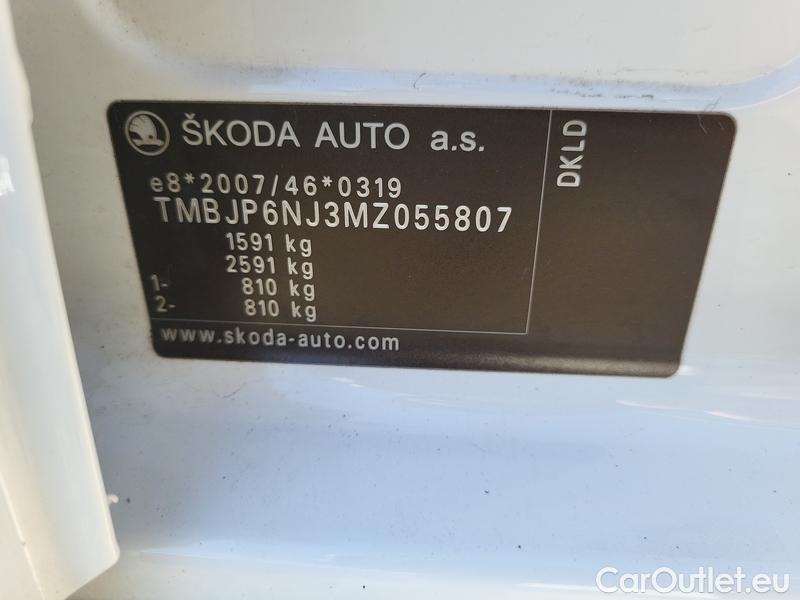 ŠKODA AUTO a.s.
e8*2007/46*0319
TMBJP6NJ3MZ055807
1591 kg
2591 kg
1- 810 kg
2- 810 kg
www.skoda-auto.com
DKLD
CarOutlet.eu